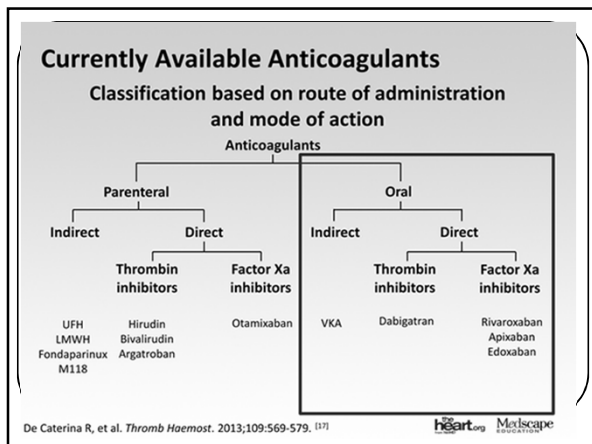 Currently Available Anticoagulants
Classification based on route of administration
and mode of action
Anticoagulants
Parenteral
Oral
Indirect
Direct
Indirect
Direct
Thrombin
inhibitors
Factor Xa
inhibitors
Thrombin
inhibitors
Factor Xa
inhibitors
UFH
LMWH
Fondaparinux
M118
Hirudin
Bivalirudin
Argatroban
Otamixaban
VKA
Dabigatran
Rivaroxaban
Apixaban
Edoxaban
De Caterina R, et al. Thromb Haemost. 2013;109:569-579. [17]
theheart.org
Medscape
EDUCATION